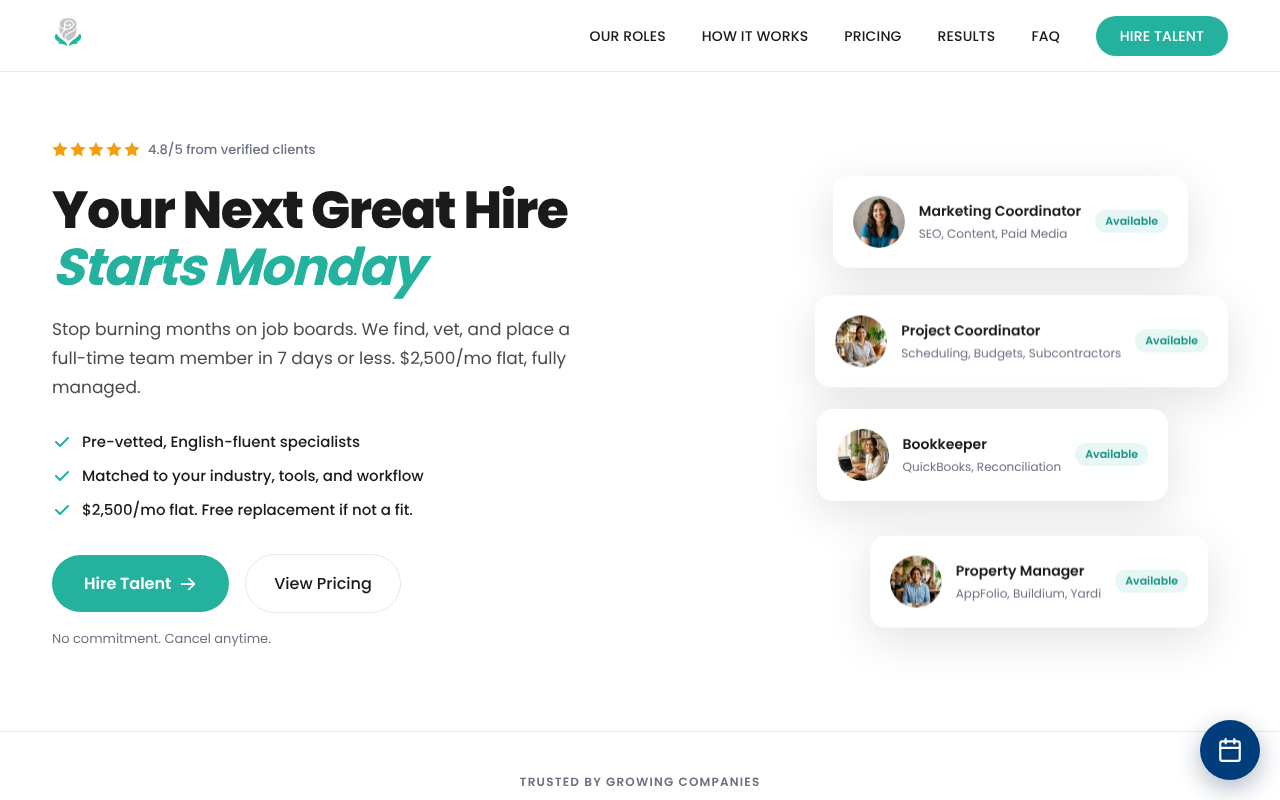 OUR ROLES
HOW IT WORKS
PRICING
RESULTS
FAQ
HIRE TALENT
4.8/5 from verified clients
Your Next Great Hire
Starts Monday
Stop burning months on job boards. We find, vet, and place a
full-time team member in 7 days or less. $2,500/mo flat, fully
managed.
Pre-vetted, English-fluent specialists
Matched to your industry, tools, and workflow
$2,500/mo flat. Free replacement if not a fit.
Hire Talent
View Pricing
No commitment. Cancel anytime.
Marketing Coordinator
SEO, Content, Paid Media
Available
Project Coordinator
Scheduling, Budgets, Subcontractors
Available
Bookkeeper
QuickBooks, Reconciliation
Available
Property Manager
AppFolio, Buildium, Yardi
Available
TRUSTED BY GROWING COMPANIES